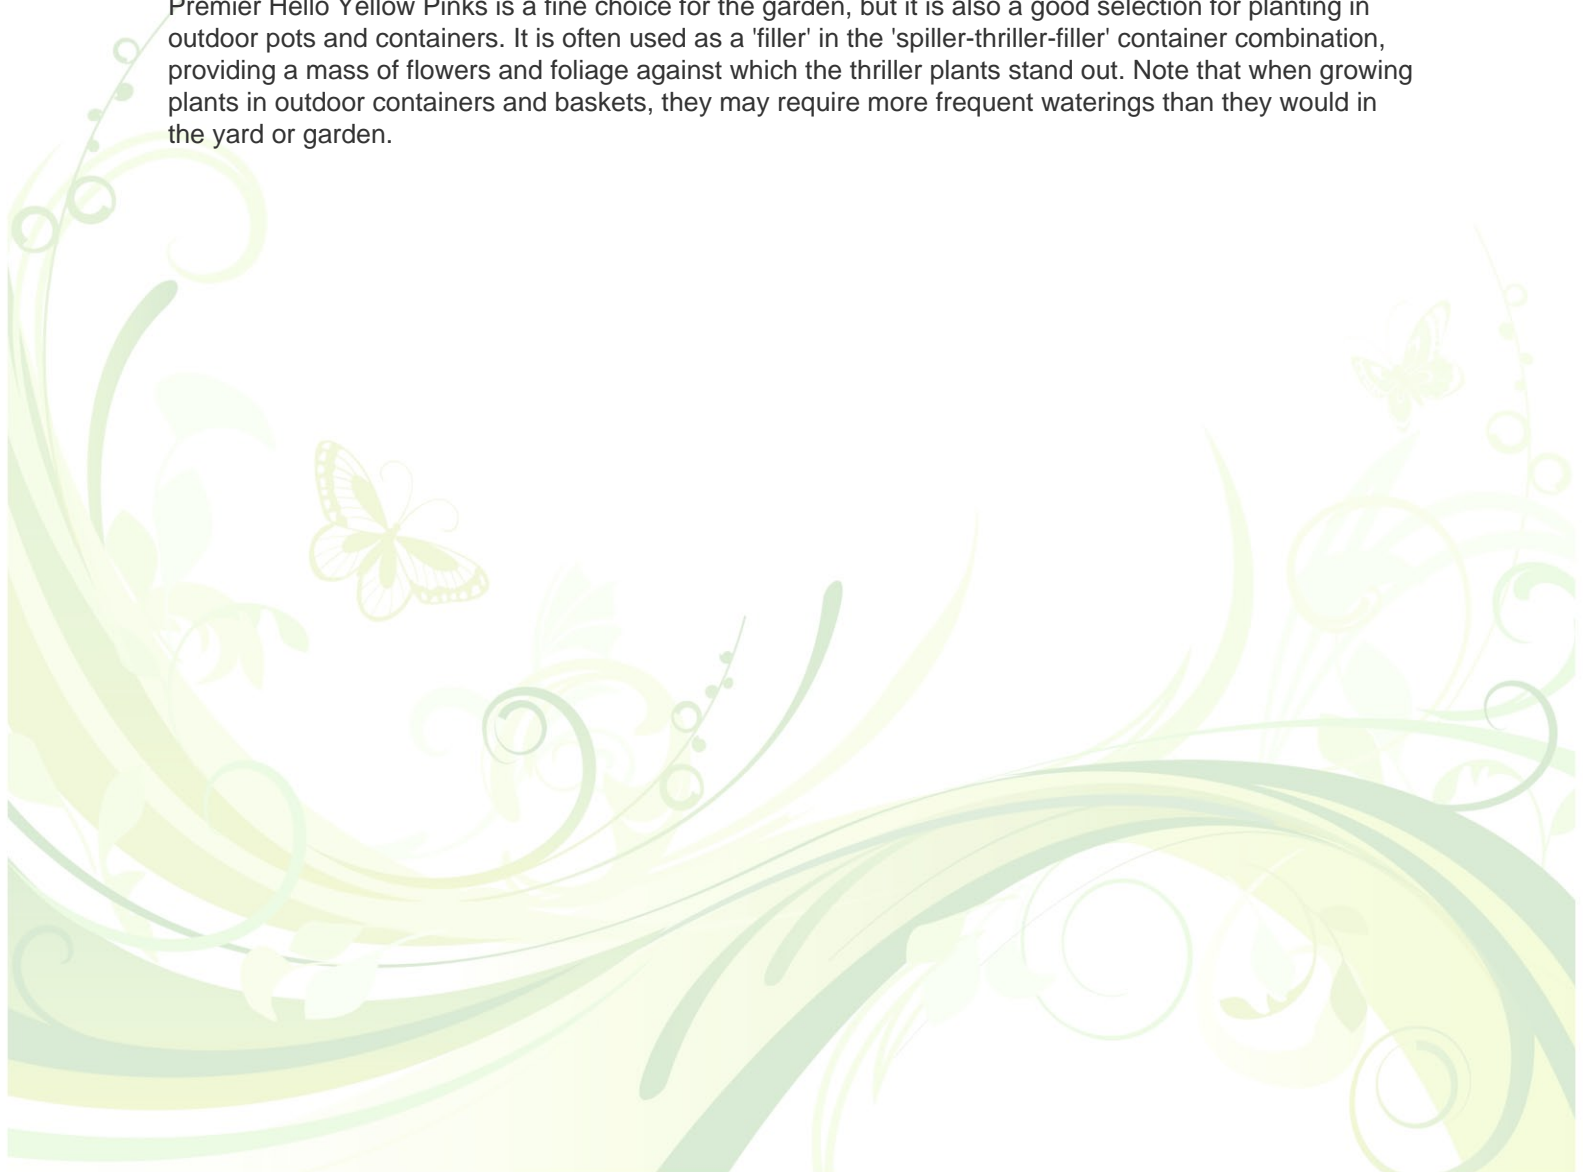 Premier Hello Yellow Pinks is a fine choice for the garden, but it is also a good selection for planting in
outdoor pots and containers. It is often used as a 'filler' in the 'spiller-thriller-filler' container combination,
providing a mass of flowers and foliage against which the thriller plants stand out. Note that when growing
plants in outdoor containers and baskets, they may require more frequent waterings than they would in
the yard or garden.